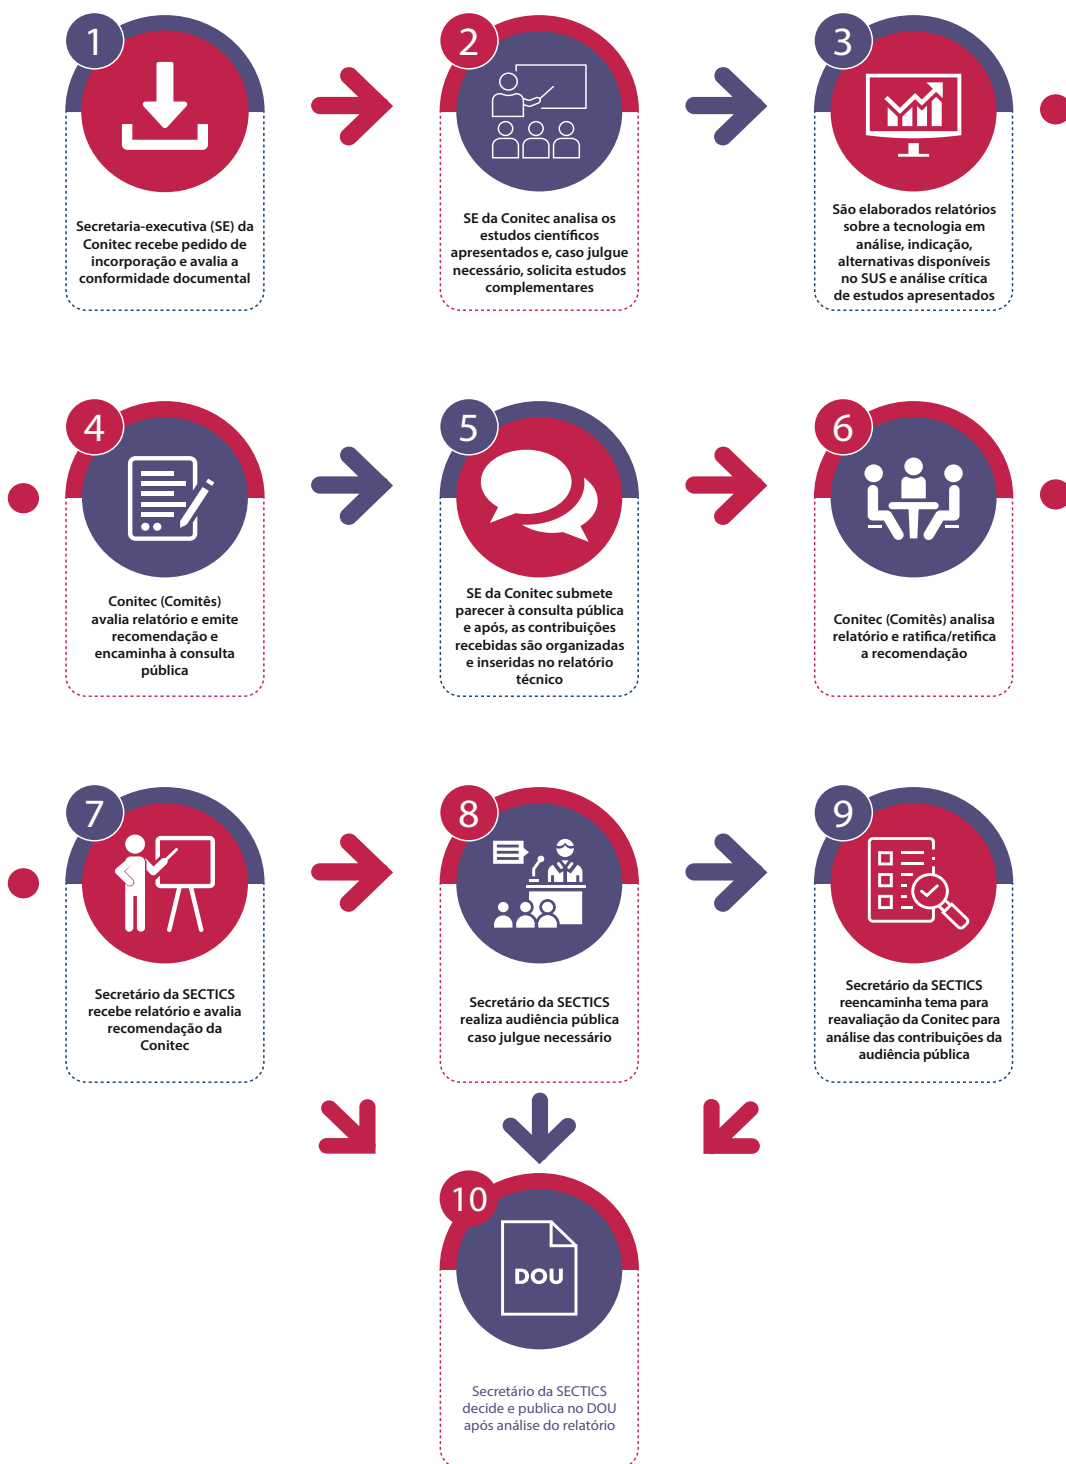 1
Secretaria-executiva (SE) da
Conitec recebe pedido de
incorporação e avalia a
conformidade documental
2
SE da Conitec analisa os
estudos científicos
apresentados e, caso julgue
necessário, solicita estudos
complementares
3
São elaborados relatórios
sobre a tecnologia em
análise, indicação,
alternativas disponíveis
no SUS e análise crítica
de estudos apresentados
4
Conitec (Comitês)
avalia relatório e emite
recomendação e
encaminha à consulta
pública
5
SE da Conitec submete
parecer à consulta pública
e após, as contribuições
recebidas são organizadas
e inseridas no relatório
técnico
6
Conitec (Comitês) analisa
relatório e ratifica/retifica
a recomendação
7
Secretário da SECTICS
recebe relatório e avalia
recomendação da
Conitec
8
Secretário da SECTICS
realiza audiência pública
caso julgue necessário
9
Secretário da SECTICS
reencaminha tema para
reavaliação da Conitec para
análise das contribuições da
audiência pública
10
DOU
Secretário da SECTICS
decide e publica no DOU
após análise do relatório